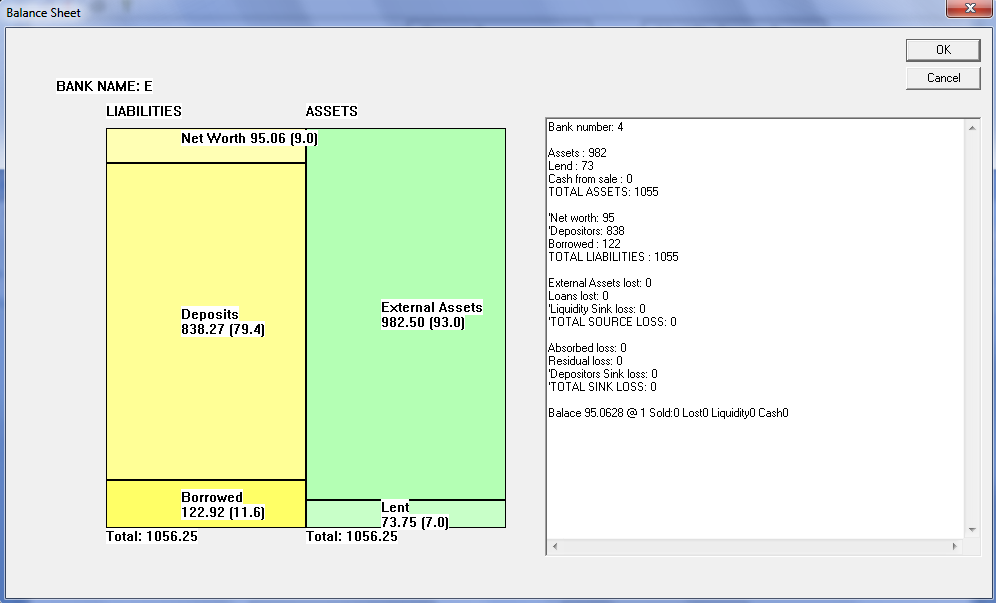 Balance Sheet
OK
Cancel
BANK NAME: E
LIABILITIES
ASSETS
Net Worth 95.06 (9.0)
Deposits
838.27 (79.4)
Borrowed
122.92 (11.6)
Total: 1056.25
External Assets
982.50 (93.0)
Lent
73.75 (7.0)
Total: 1056.25
Bank number: 4
Assets : 982
Lend : 73
Cash from sale : 0
TOTAL ASSETS: 1055
'Net worth: 95
'Depositors: 838
Borrowed : 122
TOTAL LIABILITIES : 1055
External Assets lost: 0
Loans lost: 0
'Liquidity Sink loss: 0
'TOTAL SOURCE LOSS: 0
Absorbed loss: 0
Residual loss: 0
'Depositors Sink loss: 0
'TOTAL SINK LOSS: 0
Balace 95.0628 @ 1 Sold:0 Lost0 Liquidity0 Cash0